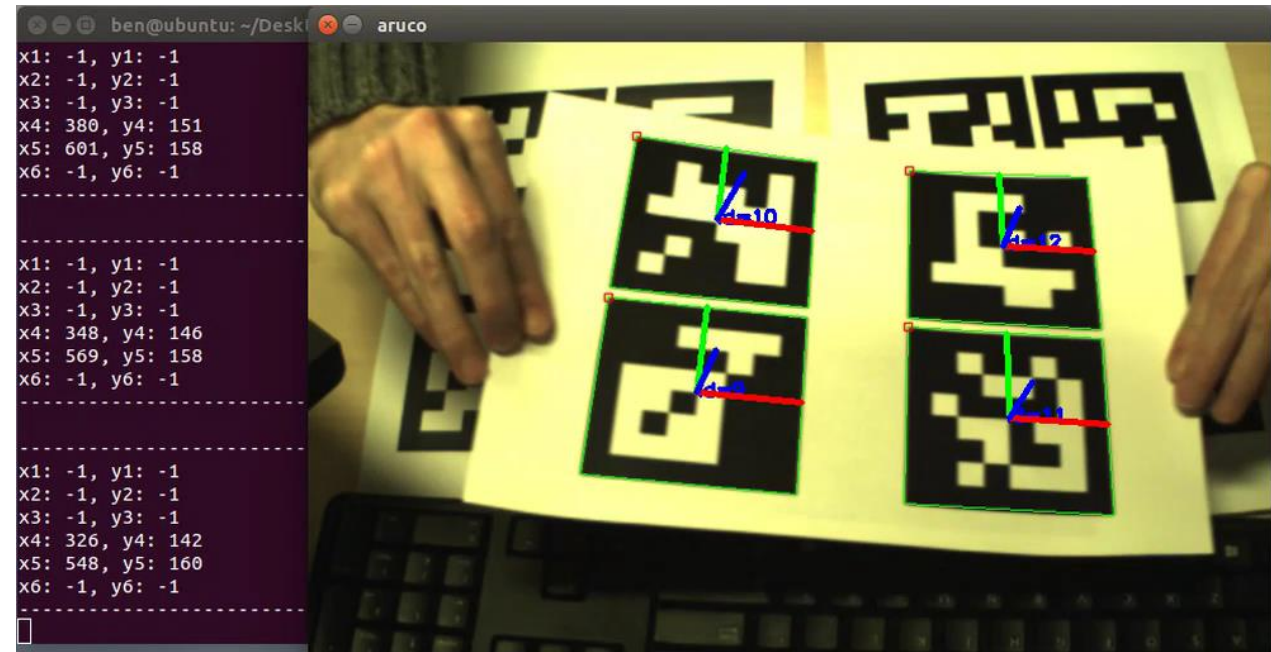 ben@ubuntu: ~/Deskt
aruco
x1: -1, y1: -1
x2: -1, y2: -1
x3: -1, y3: -1
x4: 380, y4: 151
x5: 601, y5: 158
x6: -1, y6: -1
----------------------------
----------------------------
x1: -1, y1: -1
x2: -1, y2: -1
x3: -1, y3: -1
x4: 348, y4: 146
x5: 569, y5: 158
x6: -1, y6: -1
----------------------------
----------------------------
x1: -1, y1: -1
x2: -1, y2: -1
x3: -1, y3: -1
x4: 326, y4: 142
x5: 548, y5: 160
x6: -1, y6: -1
----------------------------
d=10
d=12
d=9
d=11